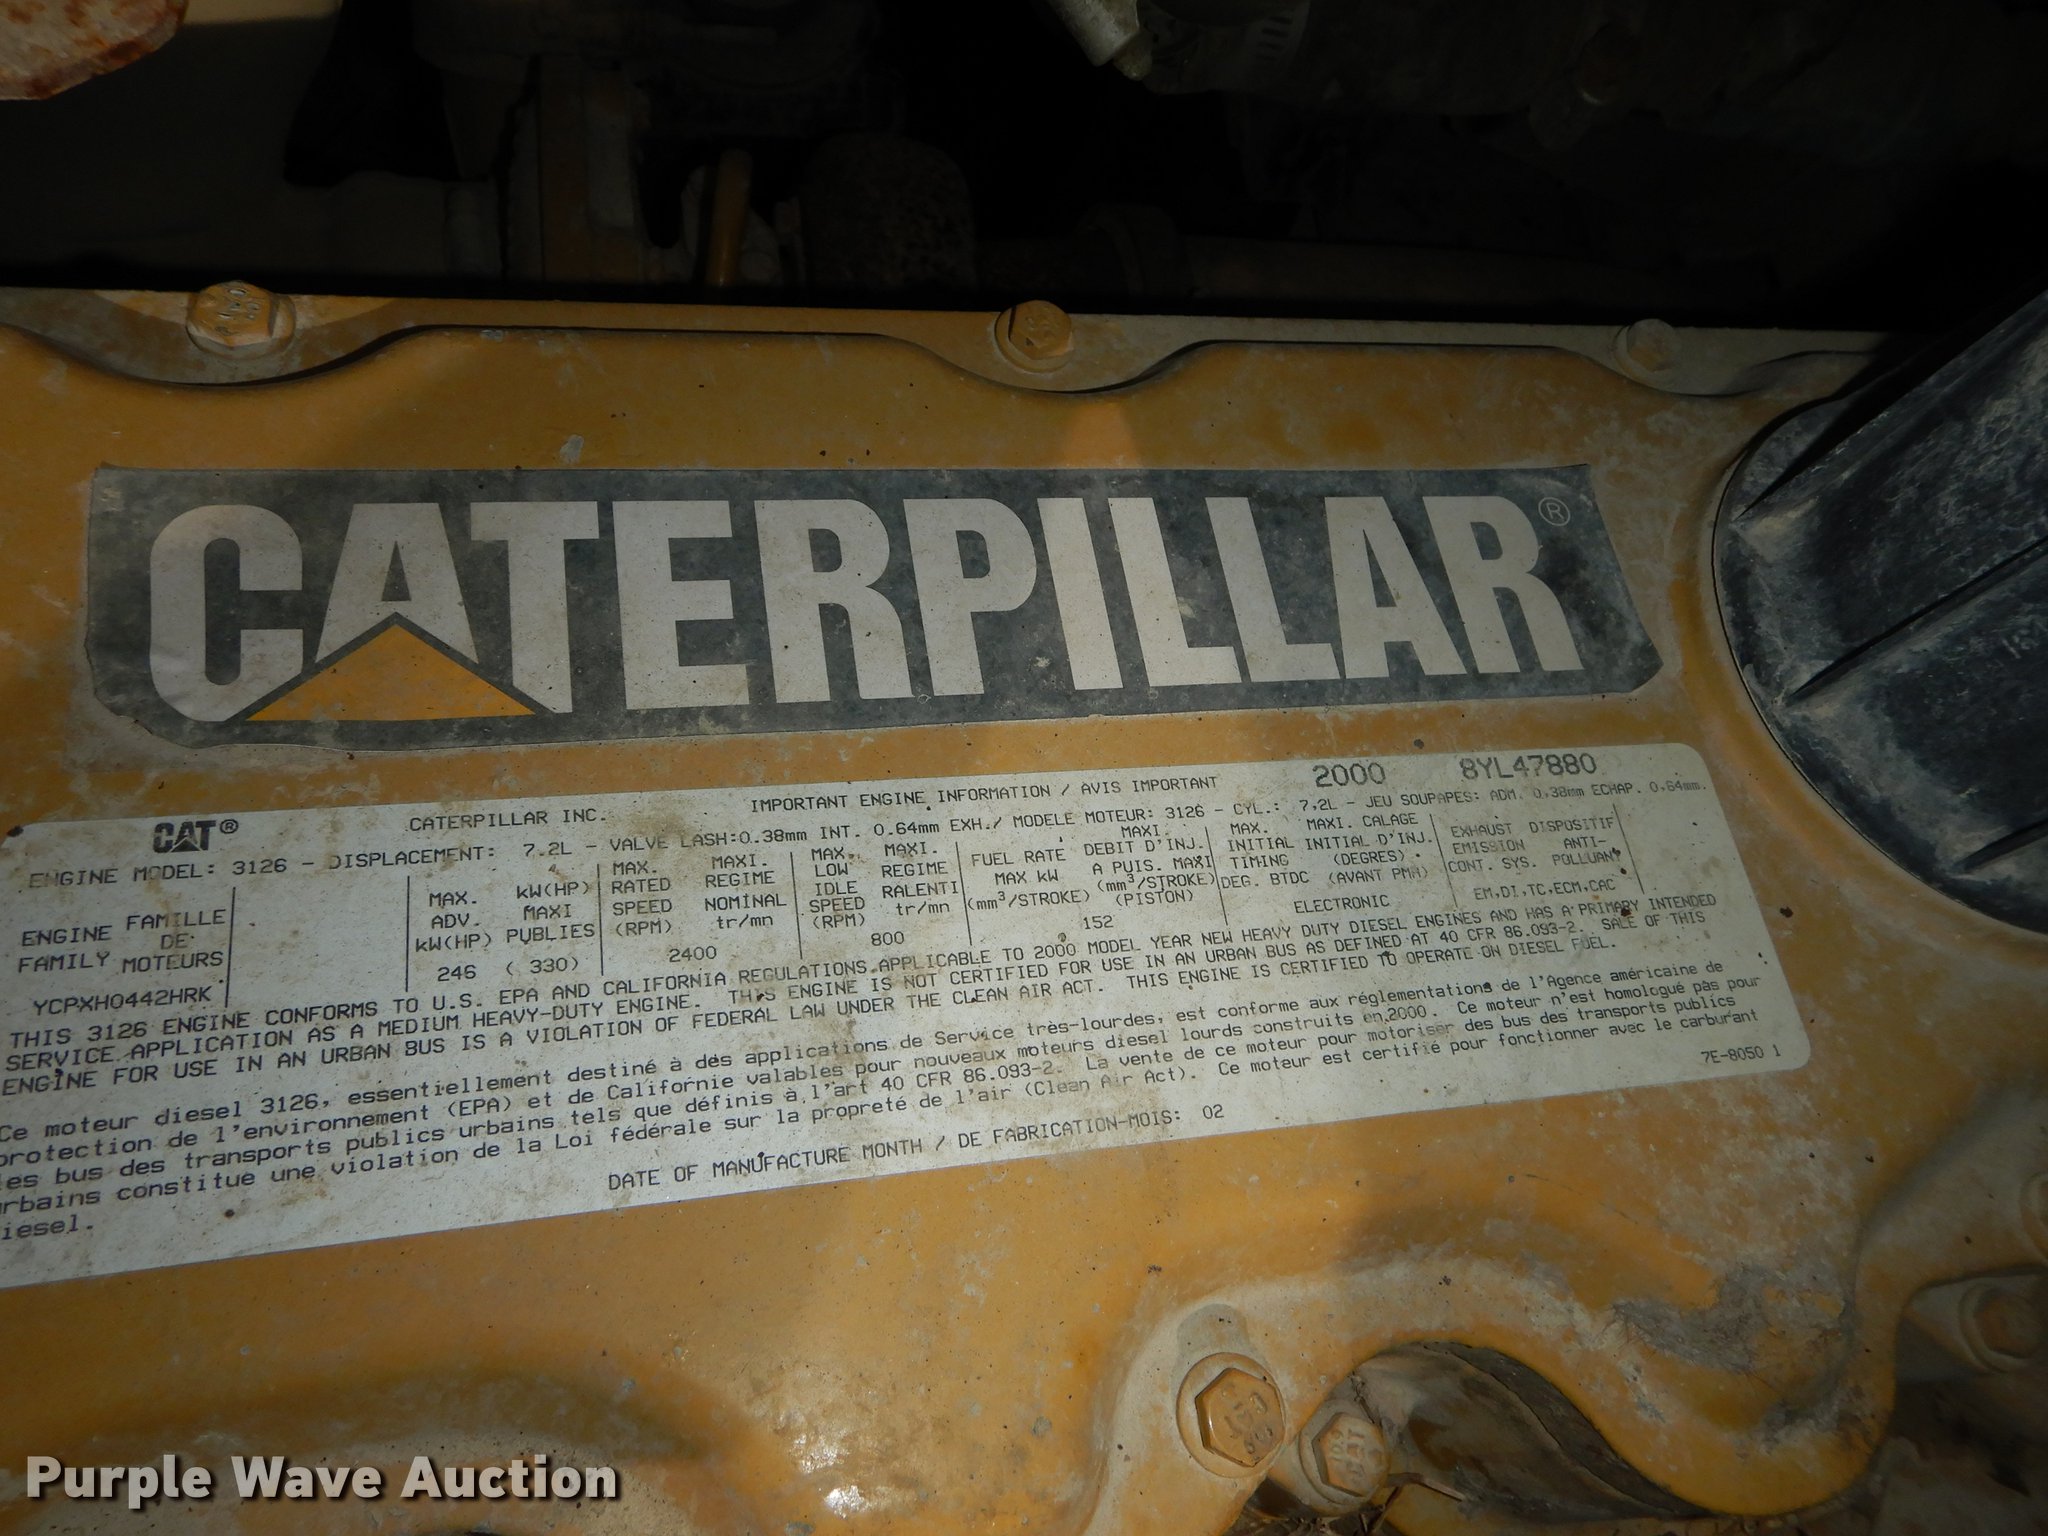 CATERPILLAR ®
CAT®
CATERPILLAR INC.
IMPORTANT ENGINE INFORMATION / AVIS IMPORTANT
2000
8YL47880
ENGINE MODEL: 3126 - DISPLACEMENT: 7.2L - VALVE LASH:0.38mm INT. 0.64mm EXH./ MODELE MOTEUR: 3126 - CYL.: 7,2L - JEU SOUPAPES: ADM. 0,38mm ECHAP. 0,64mm.
ENGINE FAMILLE
DE
FAMILY MOTEURS
YCPXH0442HRK
MAX. kW(HP)
ADV. MAXI
kW(HP) PUBLIES
246 ( 330)
MAX. MAXI.
RATED REGIME
SPEED NOMINAL
(RPM) tr/mn
2400
MAX. MAXI.
LOW REGIME
IDLE RALENTI
SPEED tr/mn
(RPM)
800
MAXI.
FUEL RATE DEBIT D'INJ.
MAX kW A PUIS. MAXI
(mm³/STROKE) (mm³/STROKE)
(PISTON)
152
MAX. MAXI. CALAGE
INITIAL INITIAL D'INJ.
TIMING (DEGRES)
DEG. BTDC (AVANT PMH)
ELECTRONIC
EXHAUST DISPOSITIF
EMISSION ANTI-
CONT. SYS. POLLUANT
EM,DI,TC,ECM,CAC
THIS 3126 ENGINE CONFORMS TO U.S. EPA AND CALIFORNIA REGULATIONS APPLICABLE TO 2000 MODEL YEAR NEW HEAVY DUTY DIESEL ENGINES AND HAS A PRIMARY INTENDED
SERVICE APPLICATION AS A MEDIUM HEAVY-DUTY ENGINE. THIS ENGINE IS NOT CERTIFIED FOR USE IN AN URBAN BUS AS DEFINED AT 40 CFR 86.093-2. SALE OF THIS
ENGINE FOR USE IN AN URBAN BUS IS A VIOLATION OF FEDERAL LAW UNDER THE CLEAN AIR ACT. THIS ENGINE IS CERTIFIED TO OPERATE ON DIESEL FUEL.
Ce moteur diesel 3126, essentiellement destiné à des applications de Service très-lourdes, est conforme aux réglementations de l'Agence américaine de
protection de l'environnement (EPA) et de Californie valables pour nouveaux moteurs diesel lourds construits en 2000. Ce moteur n'est homologué pas pour
les bus des transports publics urbains tels que définis à l'art 40 CFR 86.093-2. La vente de ce moteur pour motoriser des bus des transports publics
urbains constitue une violation de la Loi fédérale sur la propreté de l'air (Clean Air Act). Ce moteur est certifié pour fonctionner avec le carburant
diesel.
7E-8050 1
DATE OF MANUFACTURE MONTH / DE FABRICATION-MOIS: 02
Purple Wave Auction